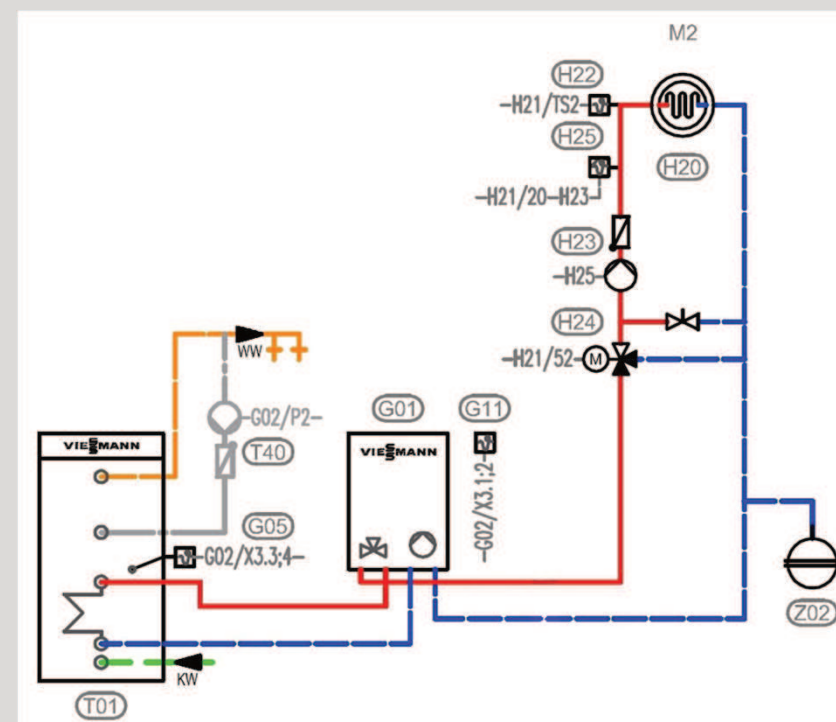 M2
H22
-H21/TS2-
H25
H20
-H21/20-H23-
H23
-H25-
H24
WW
-H21/52-
M
-G02/P2-
G01
G11
VIESMANN
T40
VIESMANN
-G02/X3.1;2-
G05
-G02/X3.3;4-
Z02
KW
T01